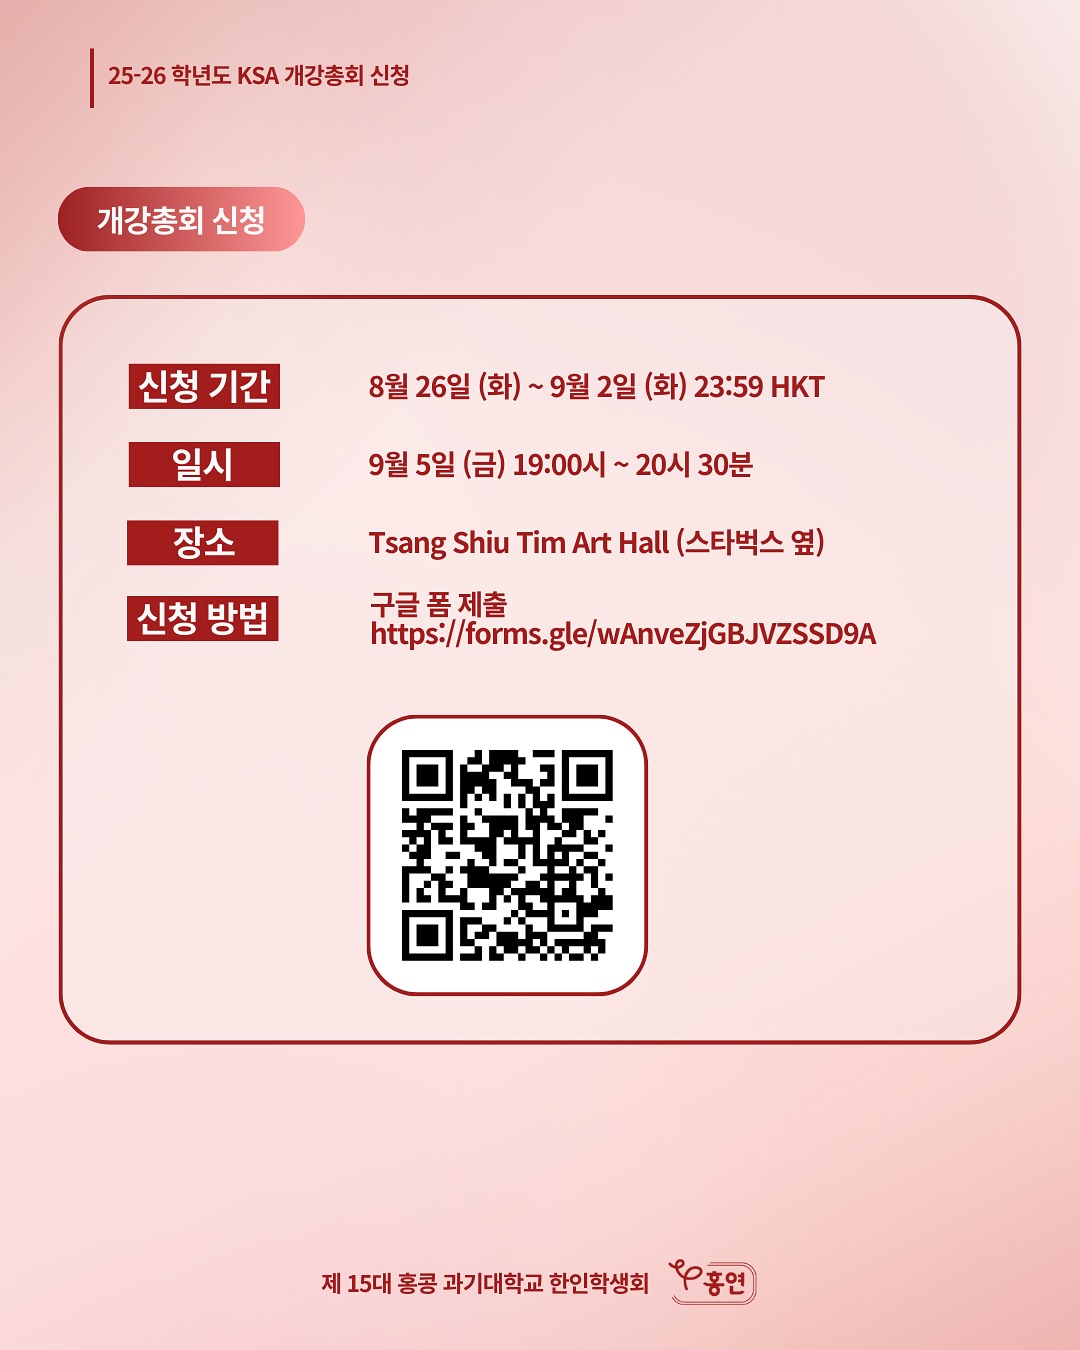 25-26 학년도 KSA 개강총회 신청
개강총회 신청
신청 기간
8월 26일 (화) ~ 9월 2일 (화) 23:59 HKT
일시
9월 5일 (금) 19:00시 ~ 20시 30분
장소
Tsang Shiu Tim Art Hall (스타벅스 옆)
신청 방법
구글 폼 제출
https://forms.gle/wAnveZjGBJVZSSD9A
제 15대 홍콩 과기대학교 한인학생회
홍연